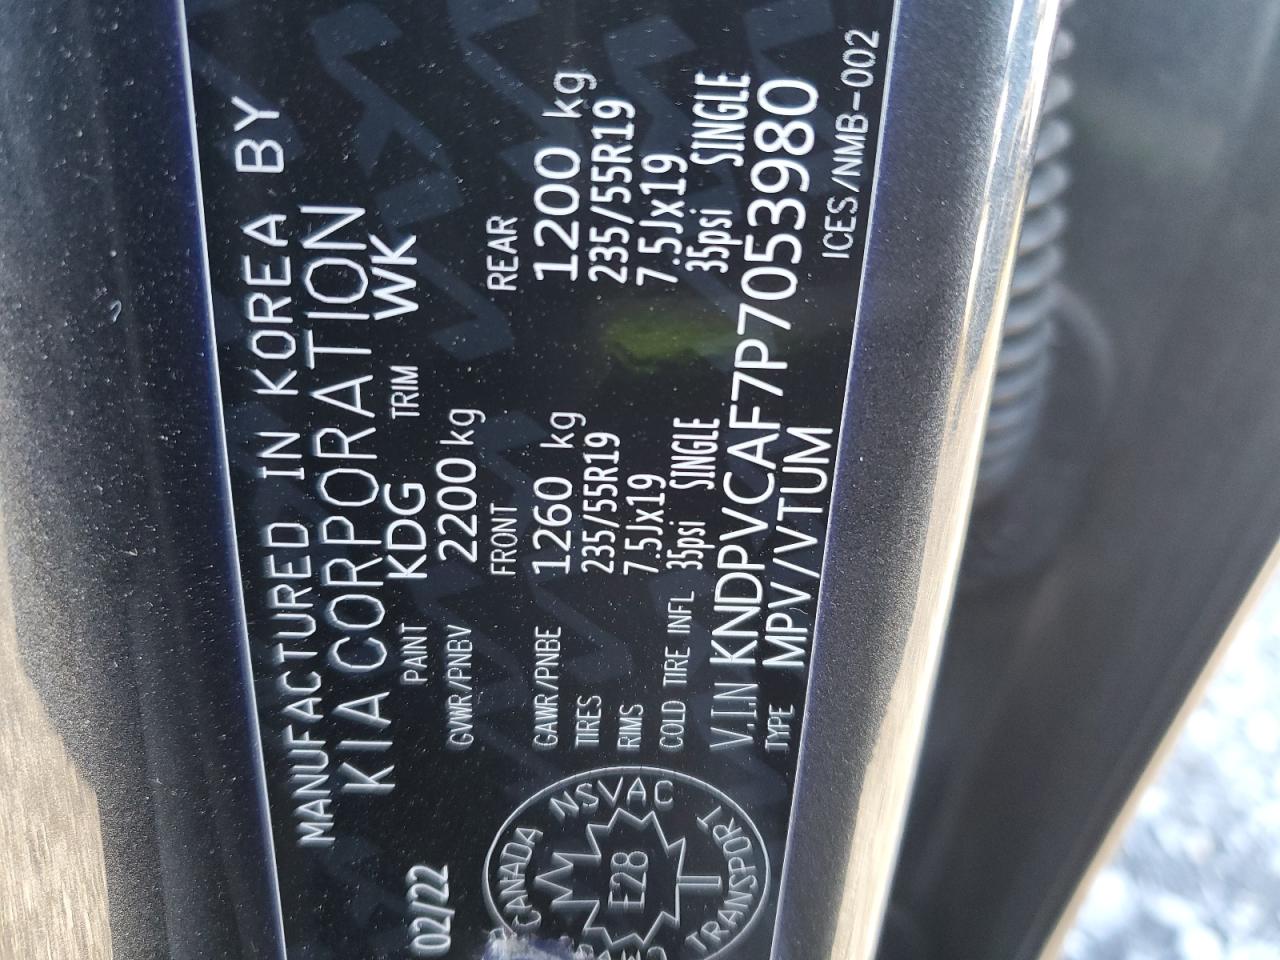 MANUFACTURED IN KOREA BY
KIA CORPORATION
02/22 PAINT KDG TRIM WK
GVWR/PNBV 2200 kg
FRONT REAR
GAWR/PNBE 1260 kg 1200 kg
TIRES 235/55R19 235/55R19
RIMS 7.5Jx19 7.5Jx19
COLD TIRE INFL 35psi SINGLE 35psi SINGLE
V.I.N KNDPVCAF7P7053980
TYPE MPV/VTUM ICES/NMB-002
CANADA NSVAC
E28
TRANSPORT